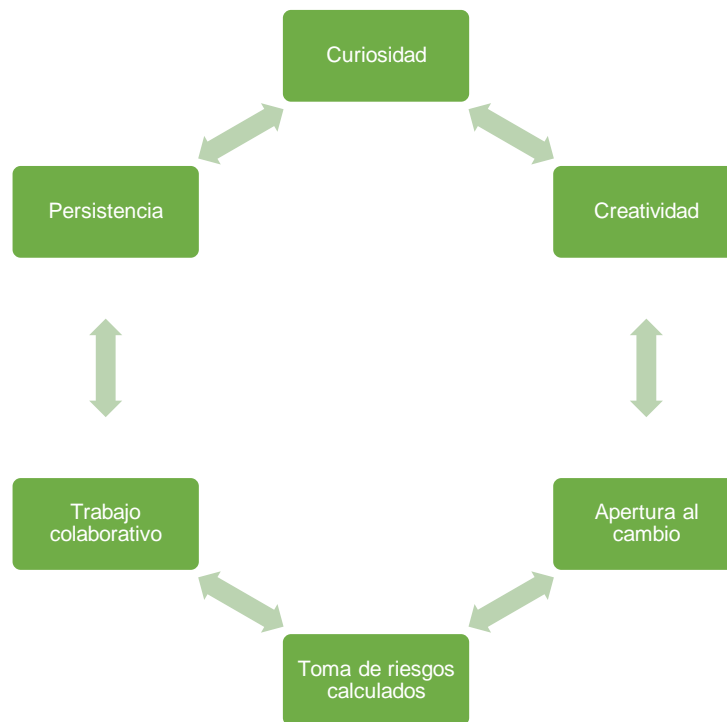 Curiosidad
Persistencia
Creatividad
Trabajo
colaborativo
Apertura al
cambio
Toma de riesgos
calculados